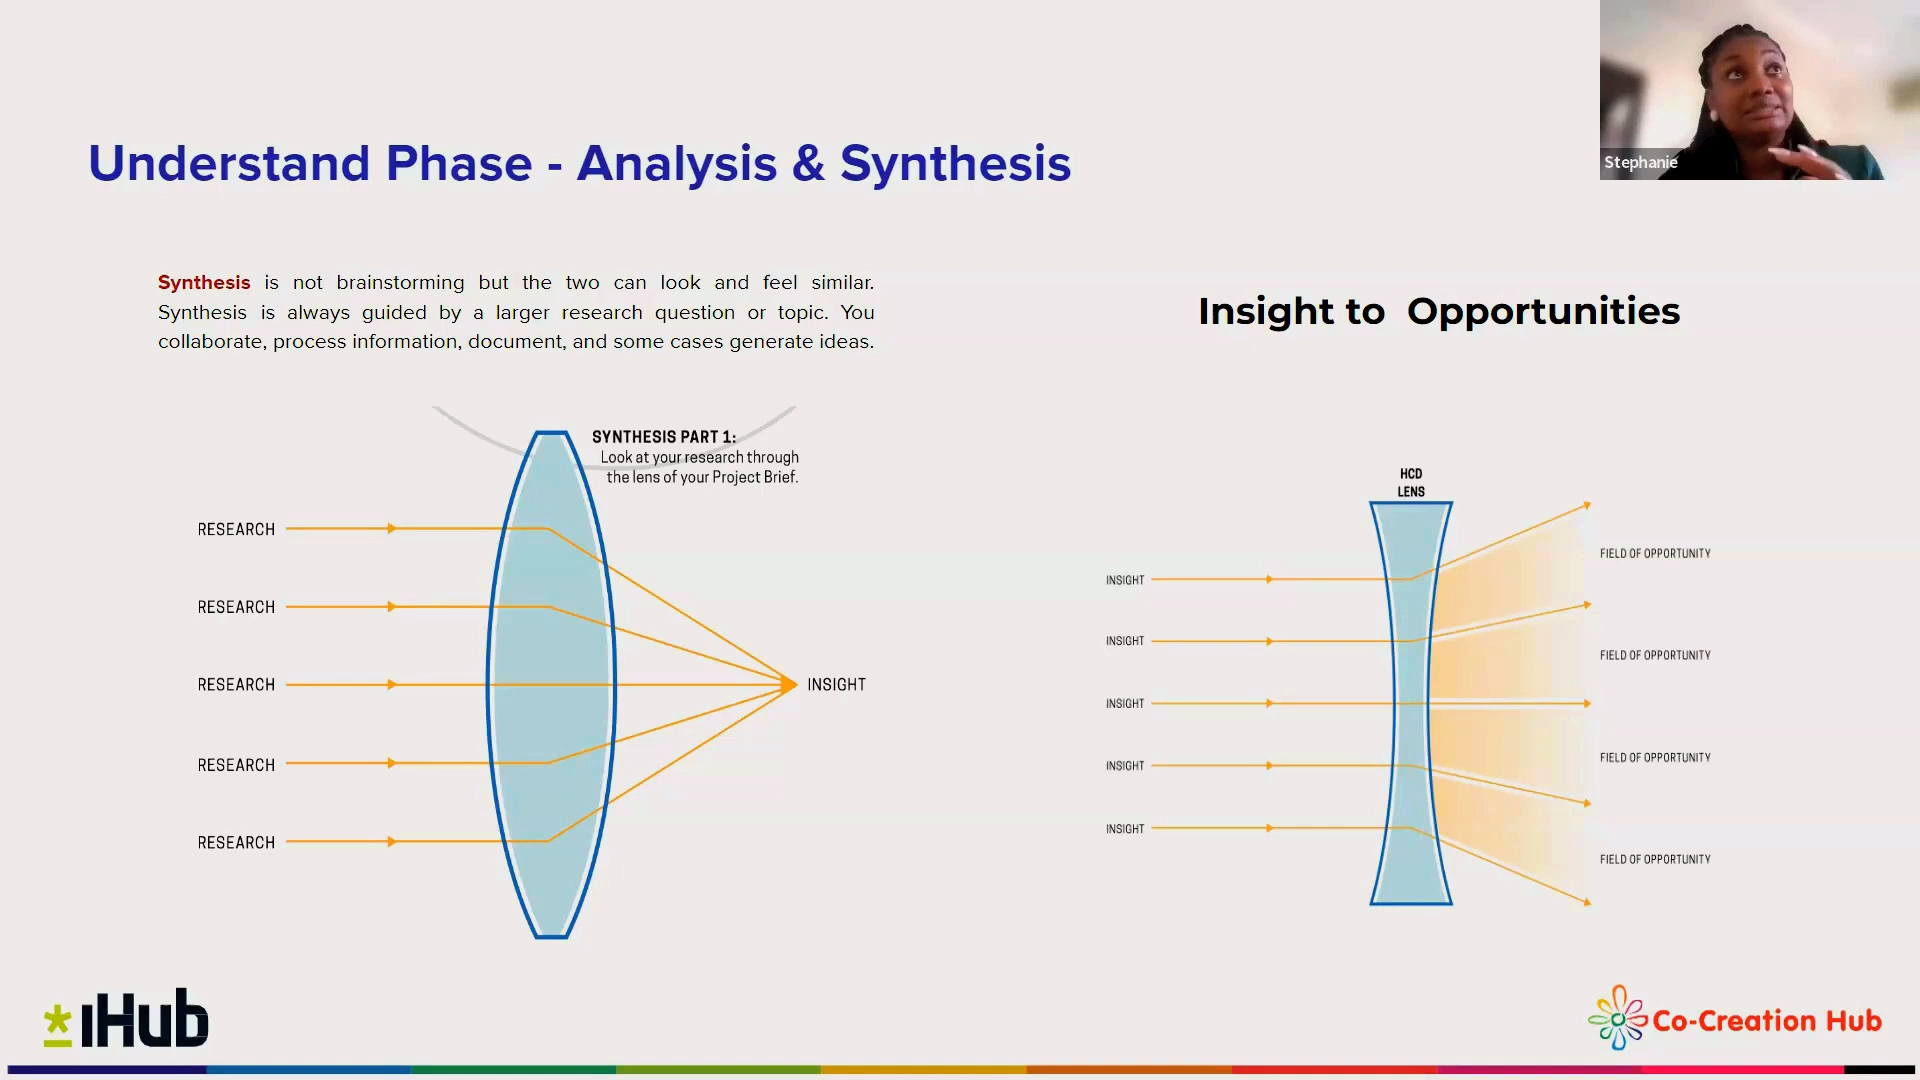 Stephanie
Understand Phase - Analysis & Synthesis
Synthesis is not brainstorming but the two can look and feel similar.
Synthesis is always guided by a larger research question or topic. You
collaborate, process information, document, and some cases generate ideas.
SYNTHESIS PART 1:
Look at your research through
the lens of your Project Brief.
RESEARCH
RESEARCH
RESEARCH
RESEARCH
RESEARCH
INSIGHT
Insight to Opportunities
HCD
LENS
INSIGHT
INSIGHT
INSIGHT
INSIGHT
INSIGHT
FIELD OF OPPORTUNITY
FIELD OF OPPORTUNITY
FIELD OF OPPORTUNITY
FIELD OF OPPORTUNITY
iHub
Co-Creation Hub